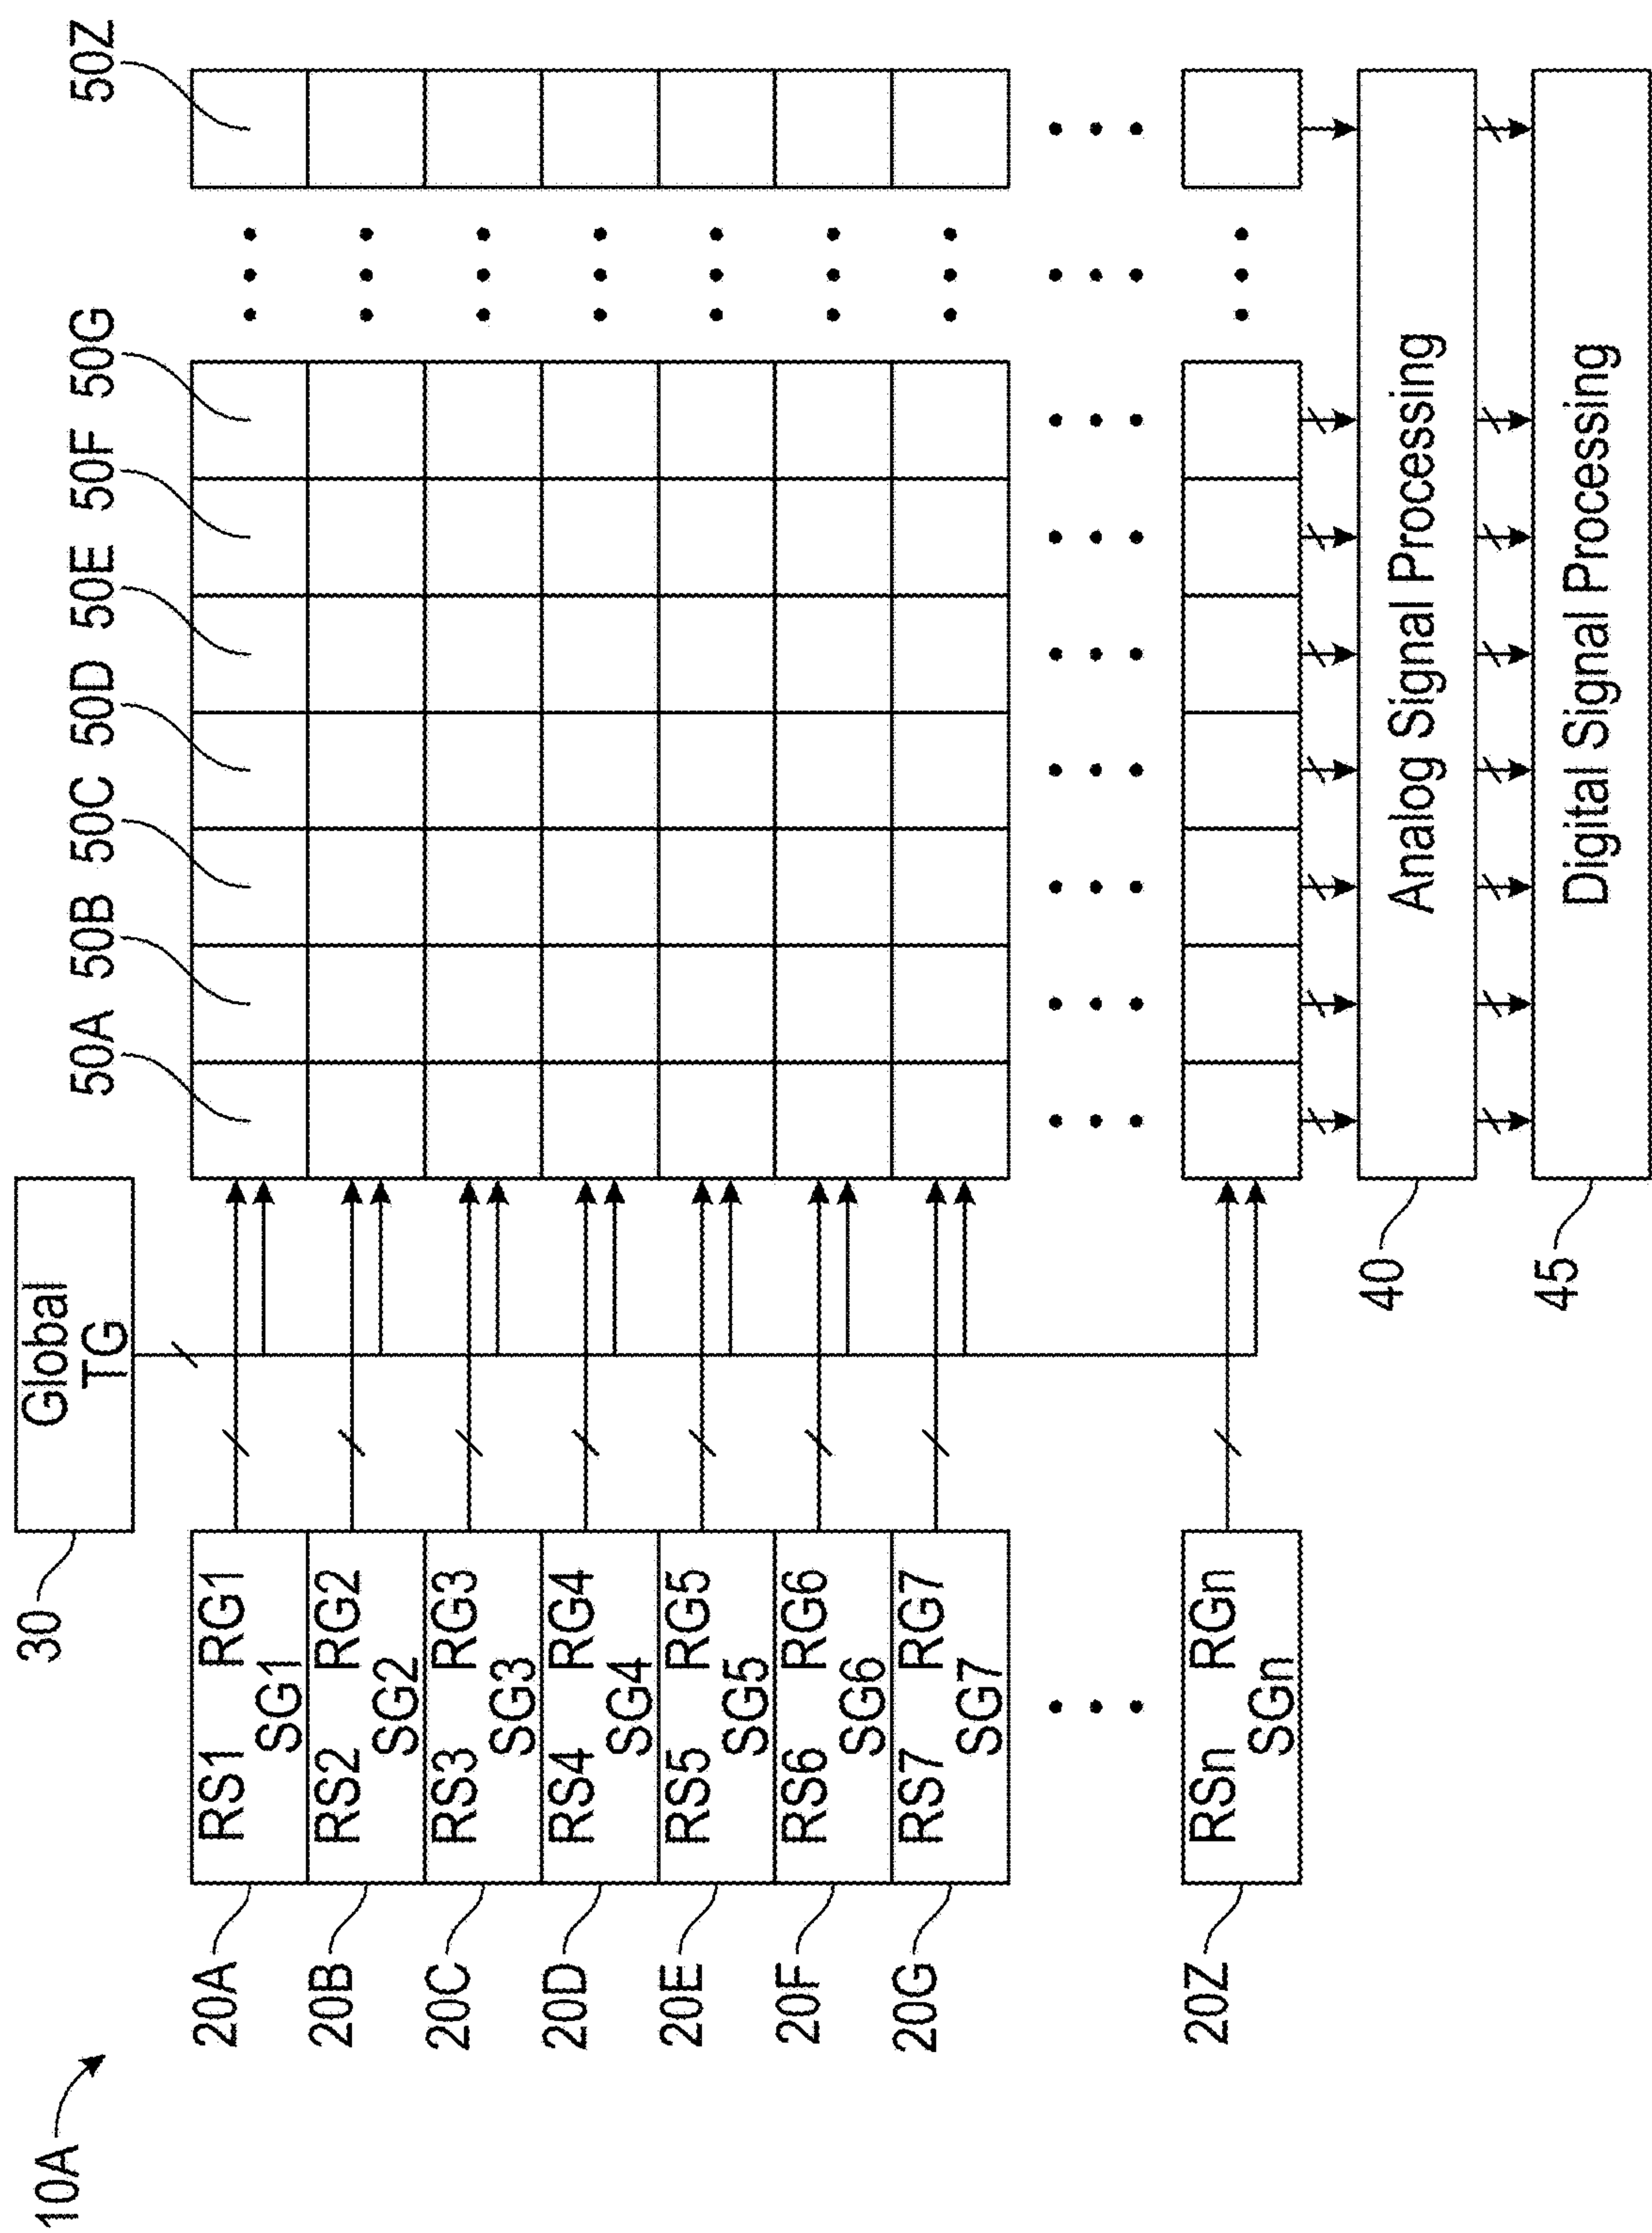 10A
30
Global
TG
50A 50B 50C 50D 50E 50F 50G 50Z
20A
RS1 RG1
SG1
20B
RS2 RG2
SG2
20C
RS3 RG3
SG3
20D
RS4 RG4
SG4
20E
RS5 RG5
SG5
20F
RS6 RG6
SG6
20G
RS7 RG7
SG7
20Z
RSn RGn
SGn
40
Analog Signal Processing
45
Digital Signal Processing